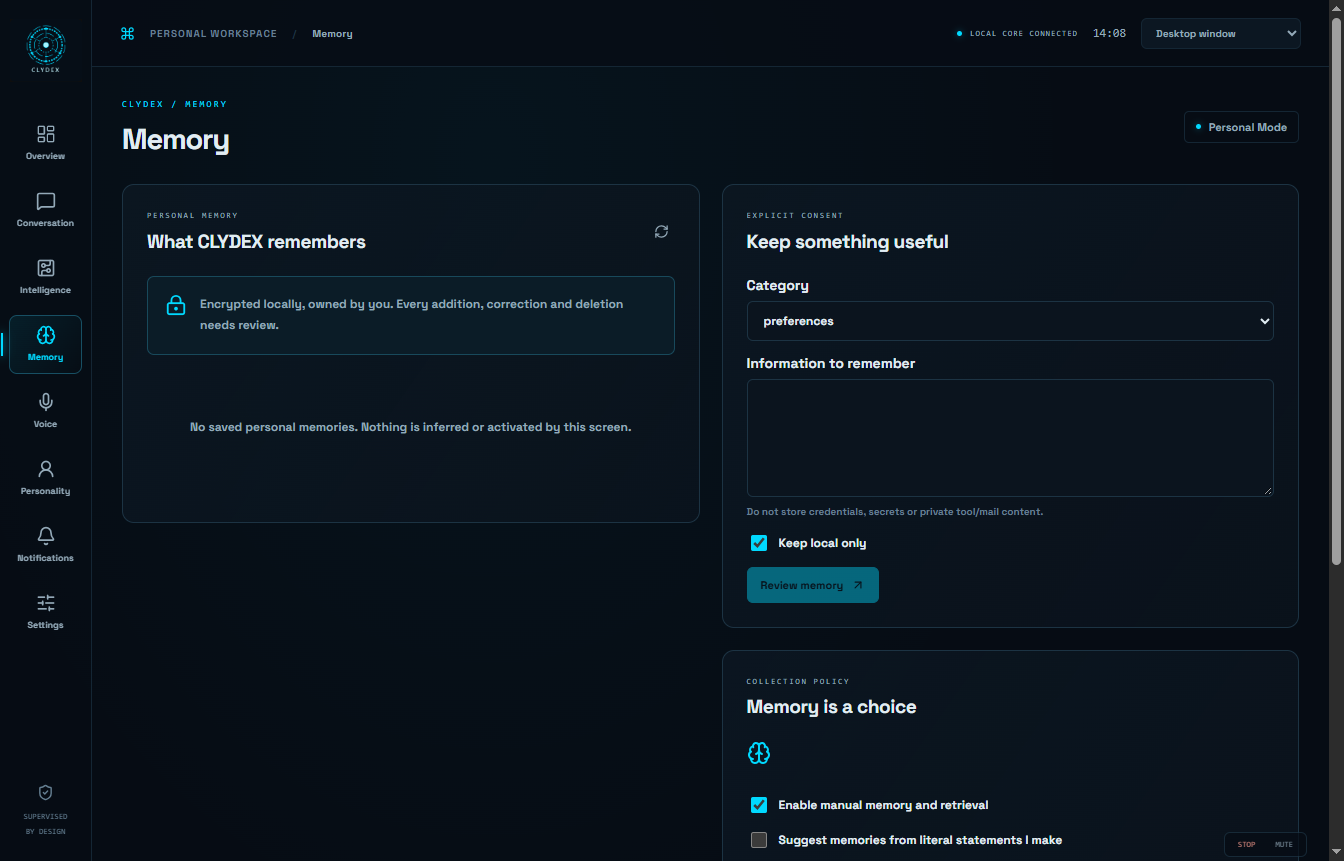 CLYDEX
PERSONAL WORKSPACE / Memory
LOCAL CORE CONNECTED
14:08
Desktop window
Overview
Conversation
Intelligence
Memory
Voice
Personality
Notifications
Settings
SUPERVISED
BY DESIGN
CLYDEX / MEMORY
Memory
Personal Mode
PERSONAL MEMORY
What CLYDEX remembers
Encrypted locally, owned by you. Every addition, correction and deletion
needs review.
No saved personal memories. Nothing is inferred or activated by this screen.
EXPLICIT CONSENT
Keep something useful
Category
preferences
Information to remember
Do not store credentials, secrets or private tool/mail content.
Keep local only
Review memory
COLLECTION POLICY
Memory is a choice
Enable manual memory and retrieval
Suggest memories from literal statements I make
STOP MUTE